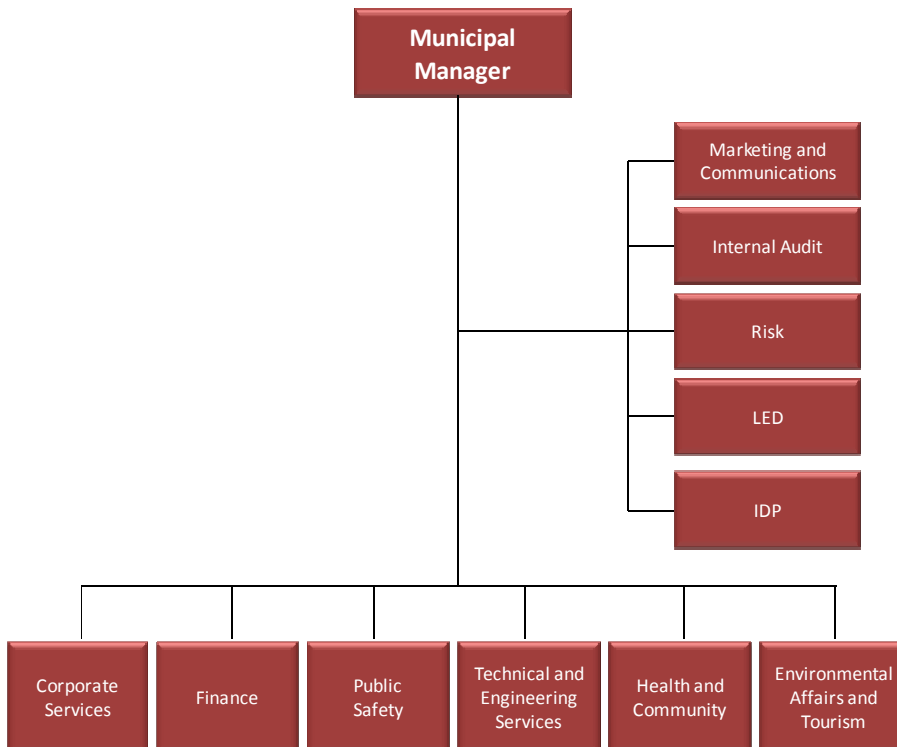 Municipal
Manager
Marketing and
Communications
Internal Audit
Risk
LED
IDP
Corporate
Services
Finance
Public
Safety
Technical and
Engineering
Services
Health and
Community
Environmental
Affairs and
Tourism